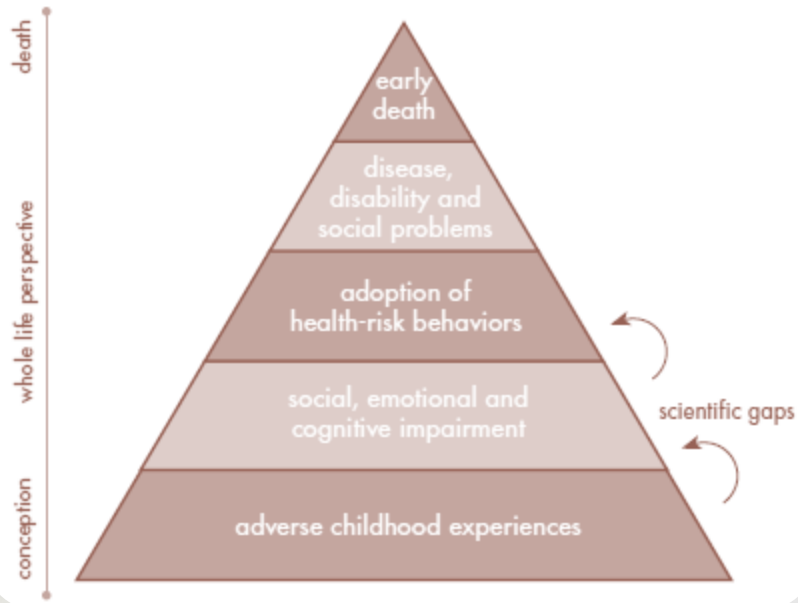 death
whole life perspective
conception
early
death
disease,
disability and
social problems
adoption of
health-risk behaviors
social, emotional and
cognitive impairment
scientific gaps
adverse childhood experiences